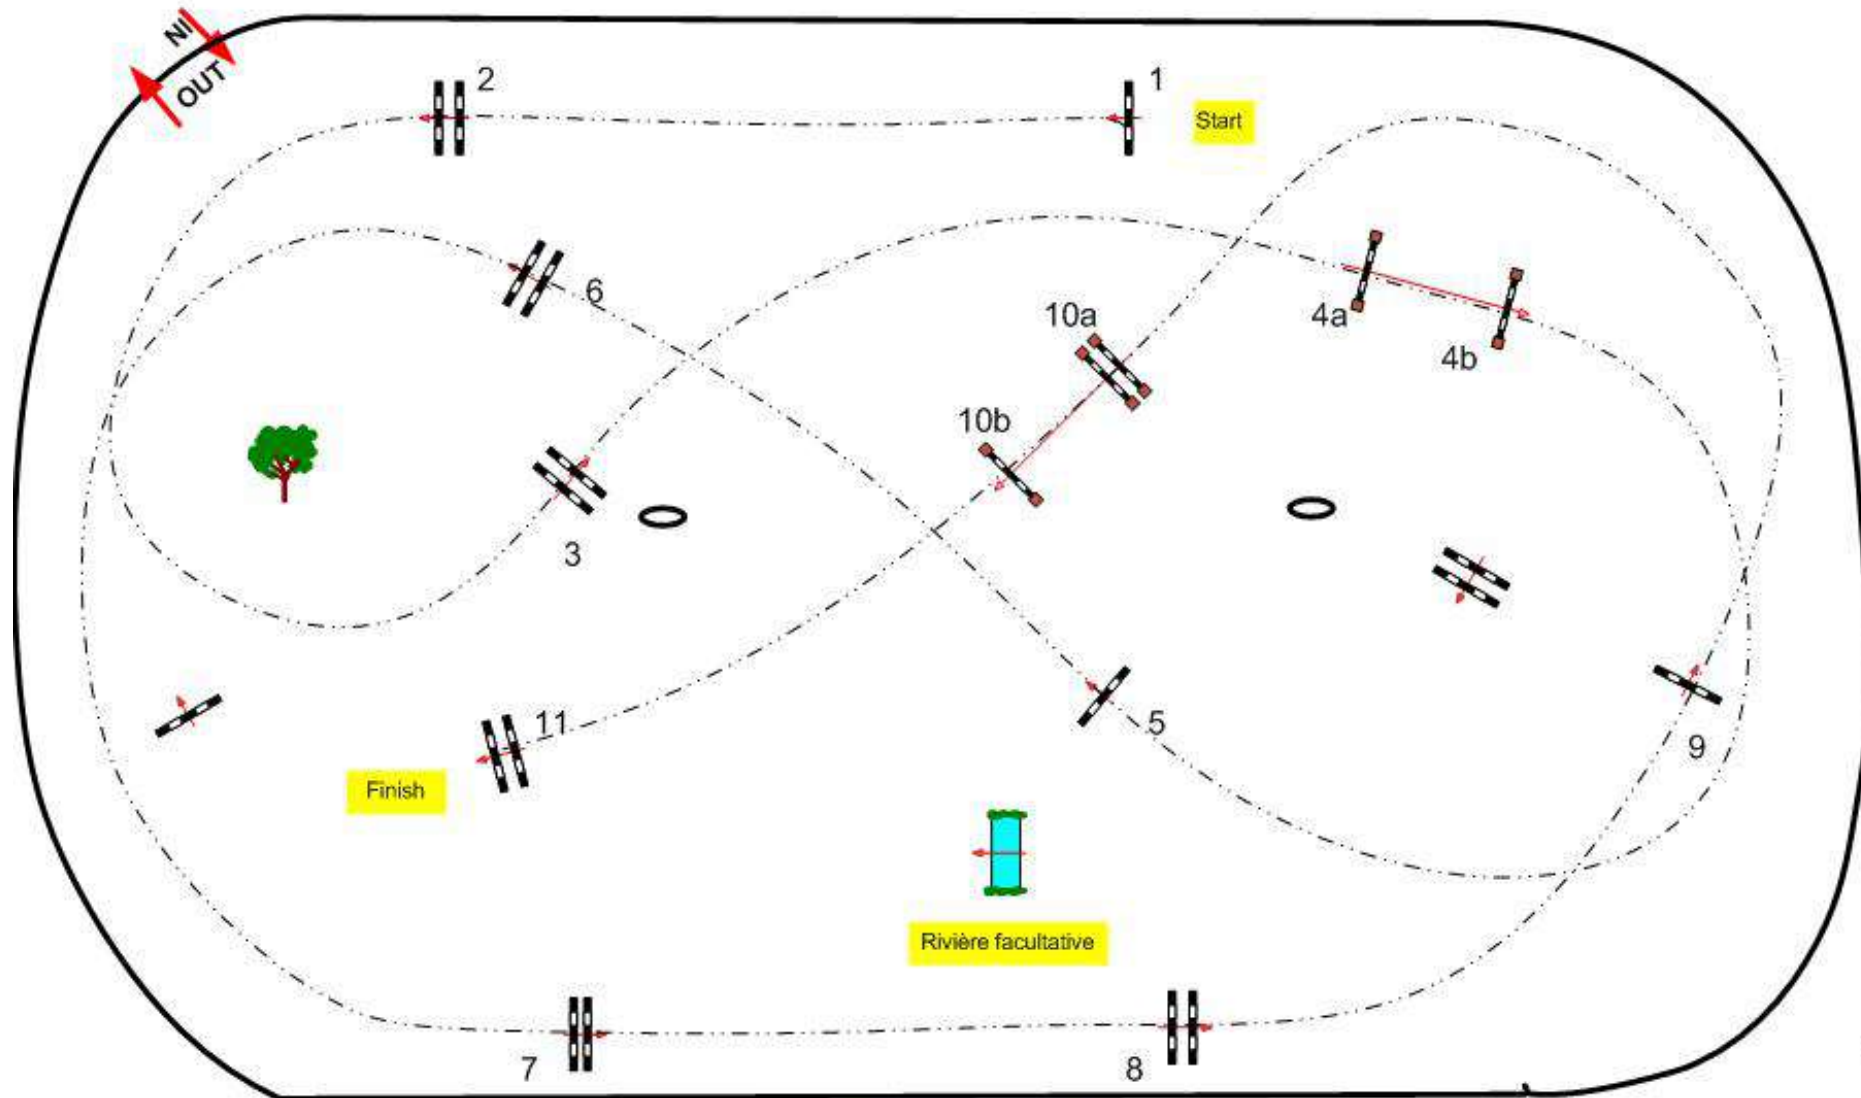 IN
OUT
2
1
Start
6
10a
4a
4b
10b
3
11
5
9
Finish
Rivière facultative
7
8